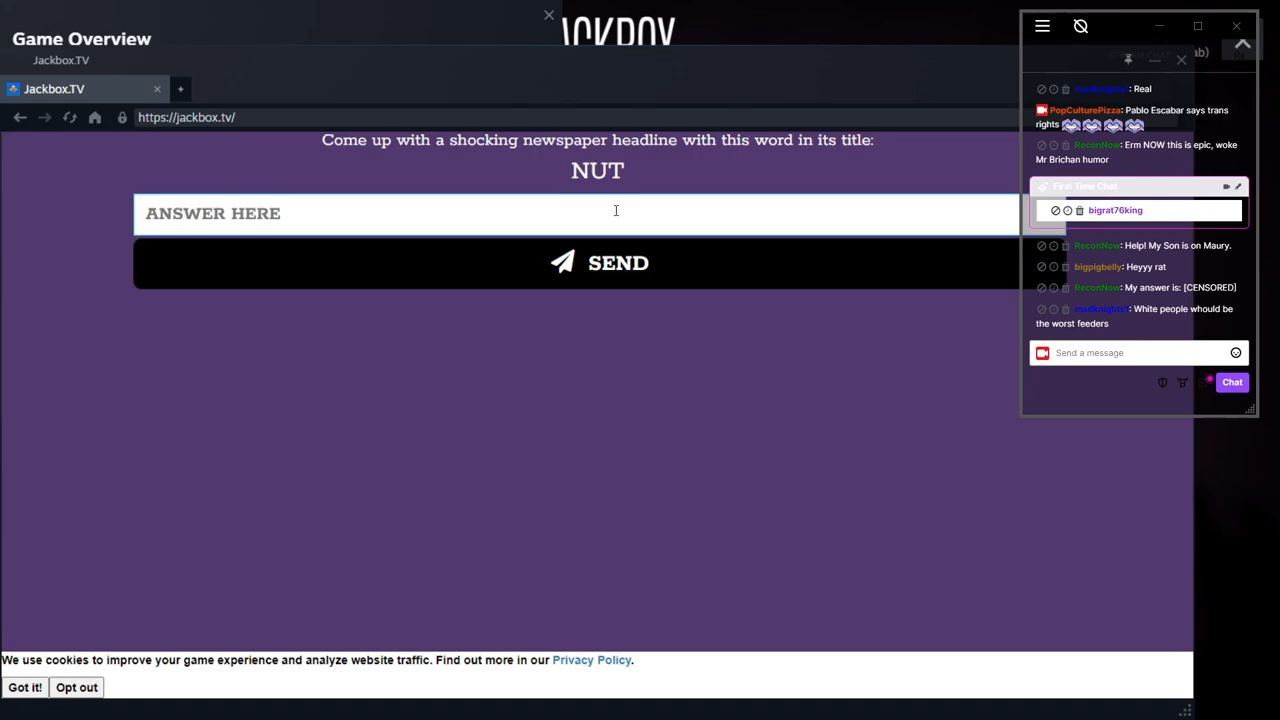 Game Overview
Jackbox.TV
JACKBOX
ab)
Jackbox.TV
https://jackbox.tv/
Come up with a shocking newspaper headline with this word in its title:
NUT
ANSWER HERE
SEND
: Real
PopCulturePizza: Pablo Escabar says trans
rights
ReconNow: Erm NOW this is epic, woke
Mr Brichan humor
First Time Chat
bigrat76king
ReconNow: Help! My Son is on Maury.
bigpigbelly: Heyyy rat
ReconNow: My answer is: [CENSORED]
: White people whould be
the worst feeders
Send a message
Chat
We use cookies to improve your game experience and analyze website traffic. Find out more in our Privacy Policy.
Got it! Opt out